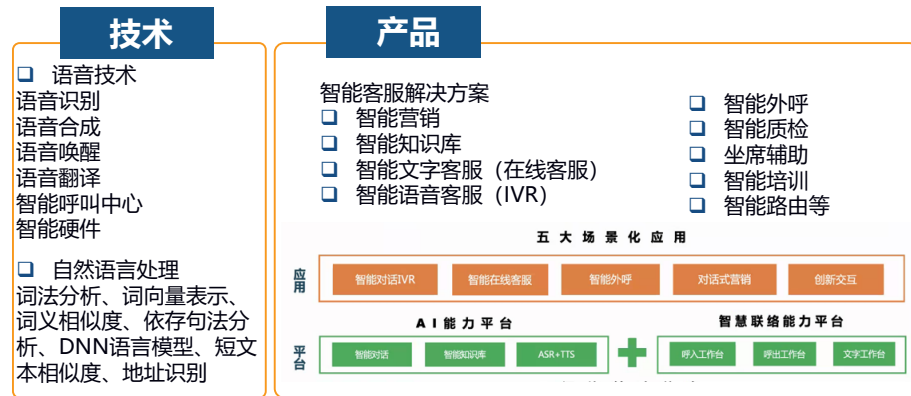 技术
语音技术
语音识别
语音合成
语音唤醒
语音翻译
智能呼叫中心
智能硬件
自然语言处理
词法分析、词向量表示、
词义相似度、依存句法分
析、DNN语言模型、短文
本相似度、地址识别
产品
智能客服解决方案
智能营销
智能知识库
智能文字客服（在线客服）
智能语音客服（IVR）
智能外呼
智能质检
坐席辅助
智能培训
智能路由等
五大场景化应用
应用
智能对话IVR
智能在线客服
智能外呼
对话式营销
创新交互
AI能力平台
智慧联络能力平台
平台
智能对话
智能知识库
ASR+TTS
呼入工作台
呼出工作台
文字工作台